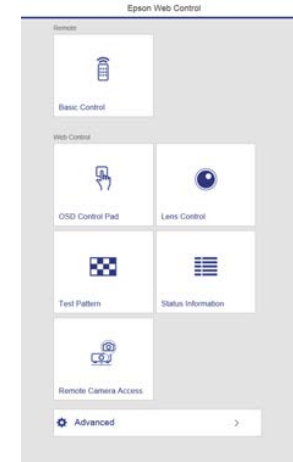 Epson Web Control
Remote
Basic Control
Web Control
OSD Control Pad
Lens Control
Test Pattern
Status Information
Remote Camera Access
Advanced